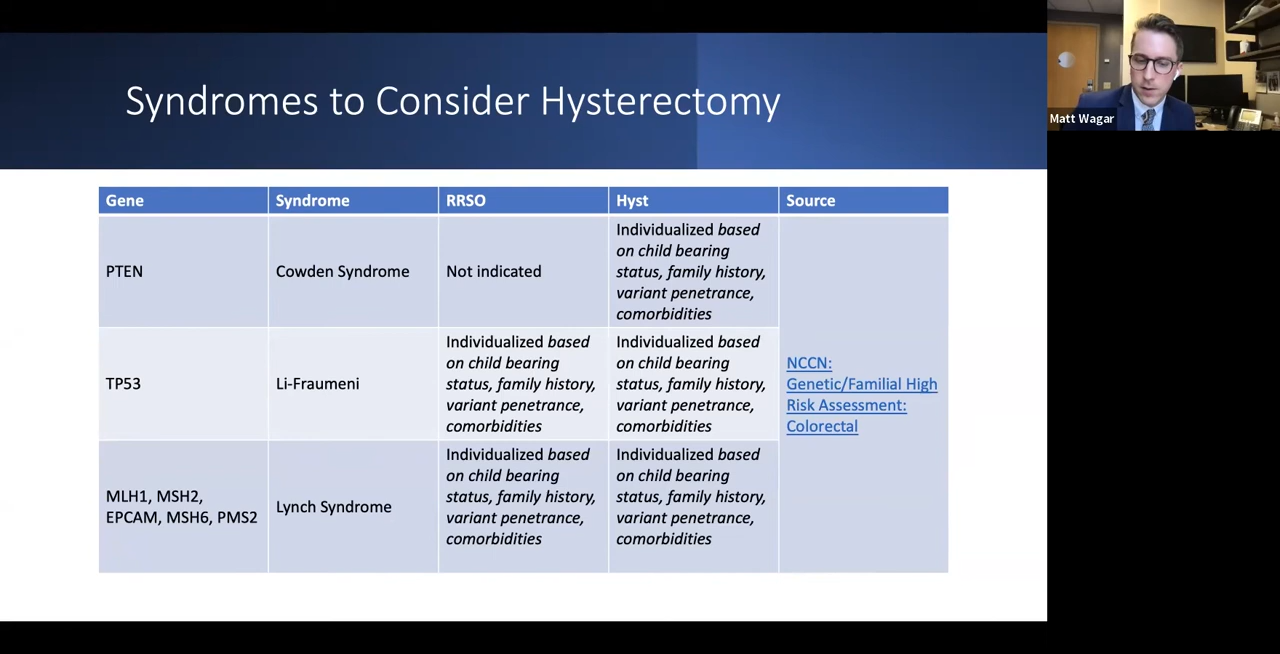 Syndromes to Consider Hysterectomy
Matt Wagar
Gene
Syndrome
RRSO
Hyst
Source
PTEN
Cowden Syndrome
Not indicated
Individualized based
on child bearing
status, family history,
variant penetrance,
comorbidities
NCCN:
Genetic/Familial High
Risk Assessment:
Colorectal
TP53
Li-Fraumeni
Individualized based
on child bearing
status, family history,
variant penetrance,
comorbidities
Individualized based
on child bearing
status, family history,
variant penetrance,
comorbidities
MLH1, MSH2,
EPCAM, MSH6, PMS2
Lynch Syndrome
Individualized based
on child bearing
status, family history,
variant penetrance,
comorbidities
Individualized based
on child bearing
status, family history,
variant penetrance,
comorbidities